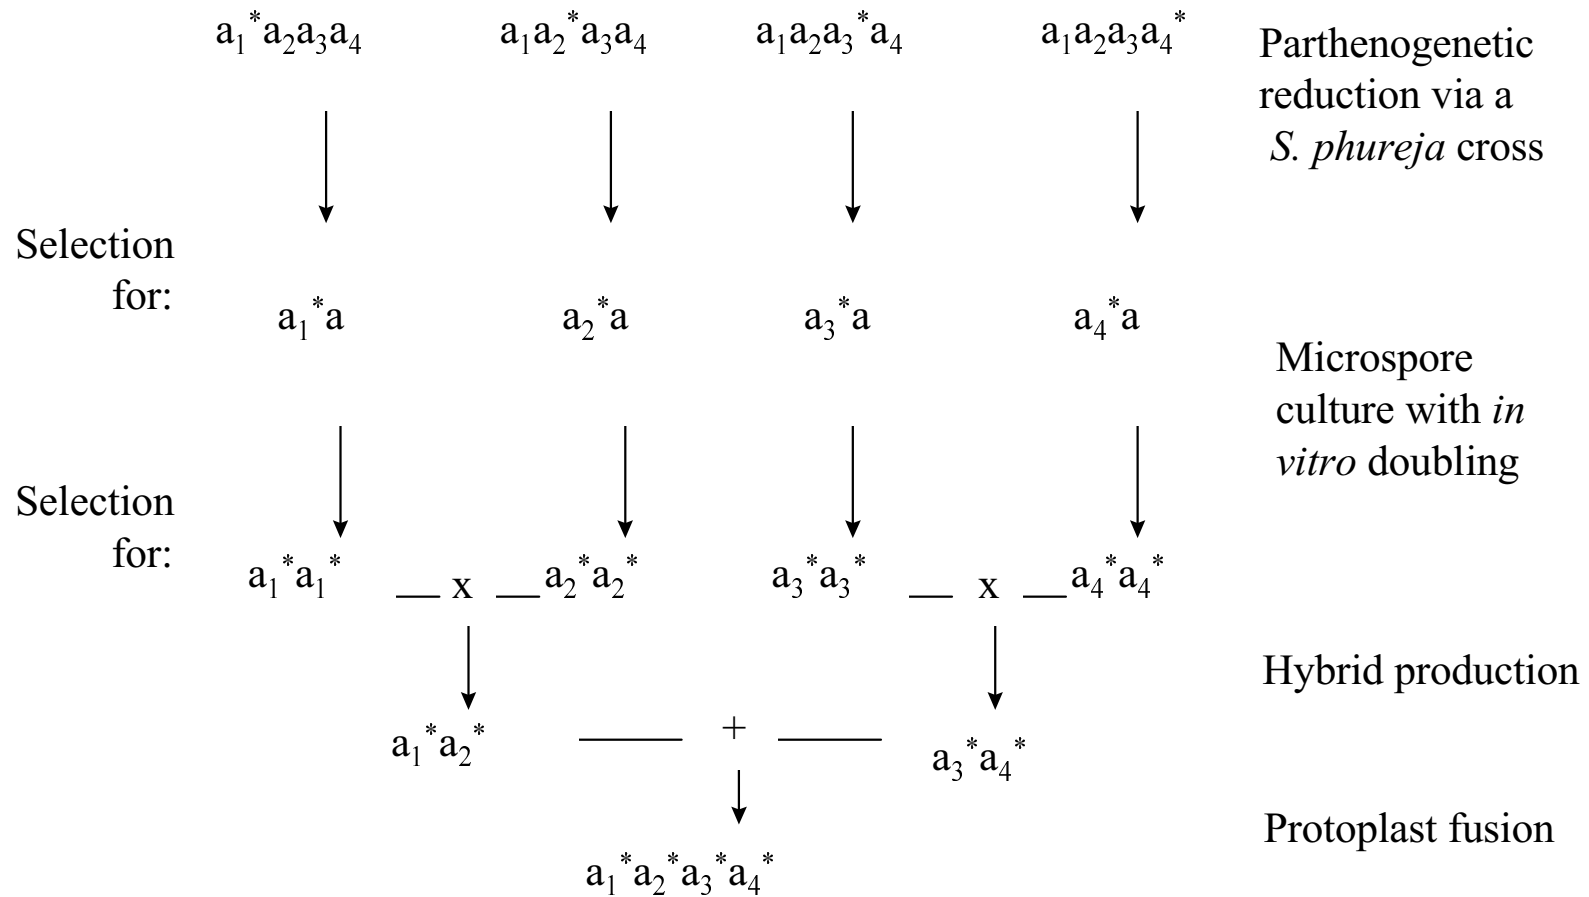 a₁*a₂a₃a₄ a₁a₂*a₃a₄ a₁a₂a₃*a₄ a₁a₂a₃a₄*
Parthenogenetic
reduction via a
S. phureja cross
Selection
for:
a₁*a a₂*a a₃*a a₄*a
Microspore
culture with in
vitro doubling
Selection
for:
a₁*a₁* x a₂*a₂* a₃*a₃* x a₄*a₄*
Hybrid production
a₁*a₂* + a₃*a₄*
Protoplast fusion
a₁*a₂*a₃*a₄*